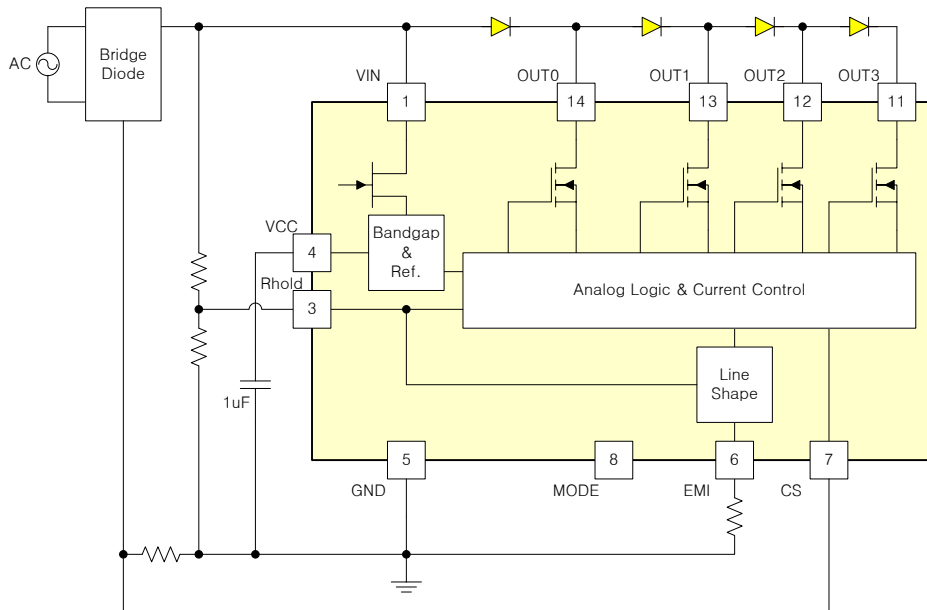 AC
Bridge
Diode
VIN
OUT0
OUT1
OUT2
OUT3
1
14
13
12
11
VCC
4
Bandgap
&
Ref.
Rhold
3
Analog Logic & Current Control
1uF
Line
Shape
5
8
6
7
GND
MODE
EMI
CS